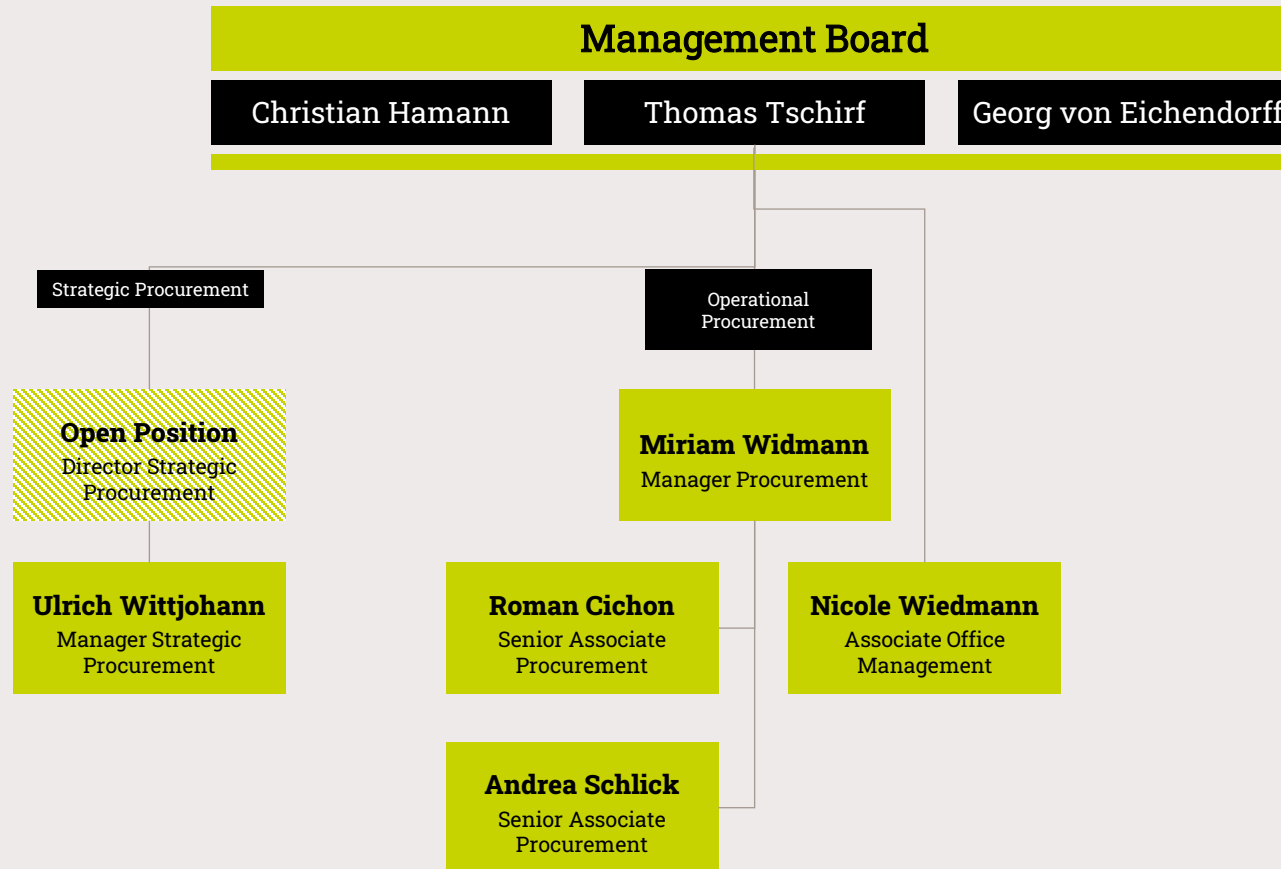 Management Board
Christian Hamann
Thomas Tschirf
Georg von Eichendorff
Strategic Procurement
Operational
Procurement
Open Position
Director Strategic
Procurement
Miriam Widmann
Manager Procurement
Ulrich Wittjohann
Manager Strategic
Procurement
Roman Cichon
Senior Associate
Procurement
Nicole Wiedmann
Associate Office
Management
Andrea Schlick
Senior Associate
Procurement